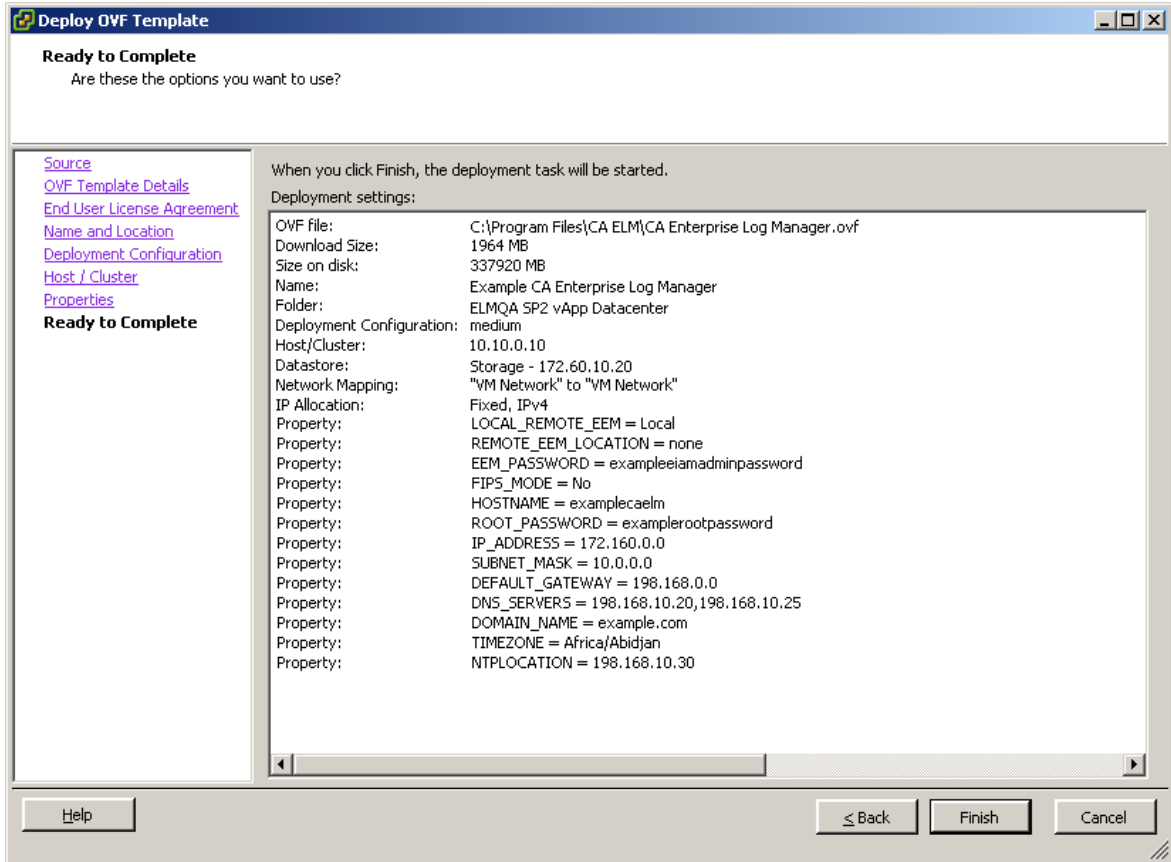 Deploy OVF Template
Ready to Complete
Are these the options you want to use?
Source
OVF Template Details
End User License Agreement
Name and Location
Deployment Configuration
Host / Cluster
Properties
Ready to Complete
When you click Finish, the deployment task will be started.
Deployment settings:
OVF file: C:\Program Files\CA ELM\CA Enterprise Log Manager.ovf
Download Size: 1964 MB
Size on disk: 337920 MB
Name: Example CA Enterprise Log Manager
Folder: ELMQA SP2 vApp Datacenter
Deployment Configuration: medium
Host/Cluster: 10.10.0.10
Datastore: Storage - 172.60.10.20
Network Mapping: "VM Network" to "VM Network"
IP Allocation: Fixed, IPv4
Property: LOCAL_REMOTE_EEM = Local
Property: REMOTE_EEM_LOCATION = none
Property: EEM_PASSWORD = exampleeiamadminpassword
Property: FIPS_MODE = No
Property: HOSTNAME = examplecaelm
Property: ROOT_PASSWORD = examplerootpassword
Property: IP_ADDRESS = 172.160.0.0
Property: SUBNET_MASK = 10.0.0.0
Property: DEFAULT_GATEWAY = 198.168.0.0
Property: DNS_SERVERS = 198.168.10.20,198.168.10.25
Property: DOMAIN_NAME = example.com
Property: TIMEZONE = Africa/Abidjan
Property: NTPLOCATION = 198.168.10.30
Help
< Back
Finish
Cancel